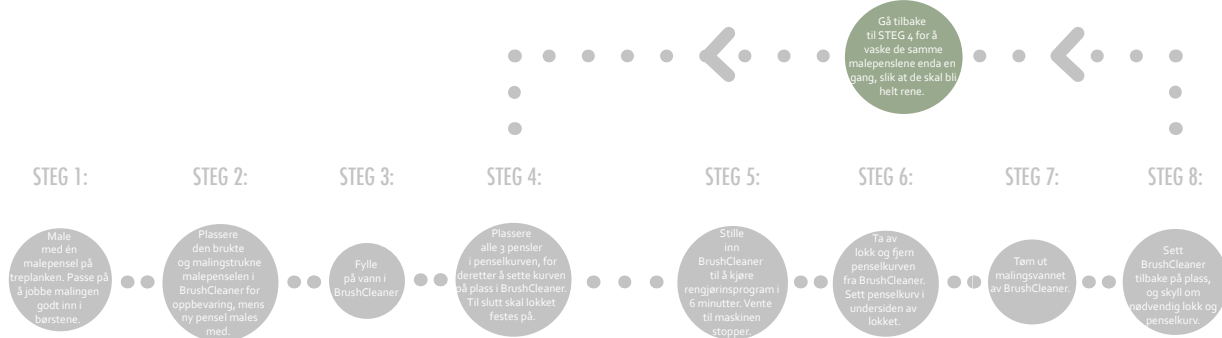 Gå tilbake
til STEG 4 for å
vaske de samme
malepenslene enda en
gang, slik at de skal bli
helt rene.
STEG 1:
STEG 2:
STEG 3:
STEG 4:
STEG 5:
STEG 6:
STEG 7:
STEG 8:
Male
med én
malepensel på
treplanken. Passe på
å jobbe malingen
godt inn i
børstene.
Plassere
den brukte
og malingstrukne
malepenselen i
BrushCleaner for
oppbevaring, mens
ny pensel males
med.
Fylle
på vann i
BrushCleaner
Plassere
alle 3 pensler
i penselkurven, for
deretter å sette kurven
på plass i BrushCleaner.
Til slutt skal lokket
festes på.
Stille
inn
BrushCleaner
til å kjøre
rengjørinsprogram i
6 minutter. Vente
til maskinen
stopper.
Ta av
lokk og fjern
penselkurven
fra BrushCleaner.
Sett penselkurv i
undersiden av
lokket.
Tøm ut
malingsvannet
av BrushCleaner.
Sett
BrushCleaner
tilbake på plass,
og skyll om
nødvendig lokk og
penselkurv.